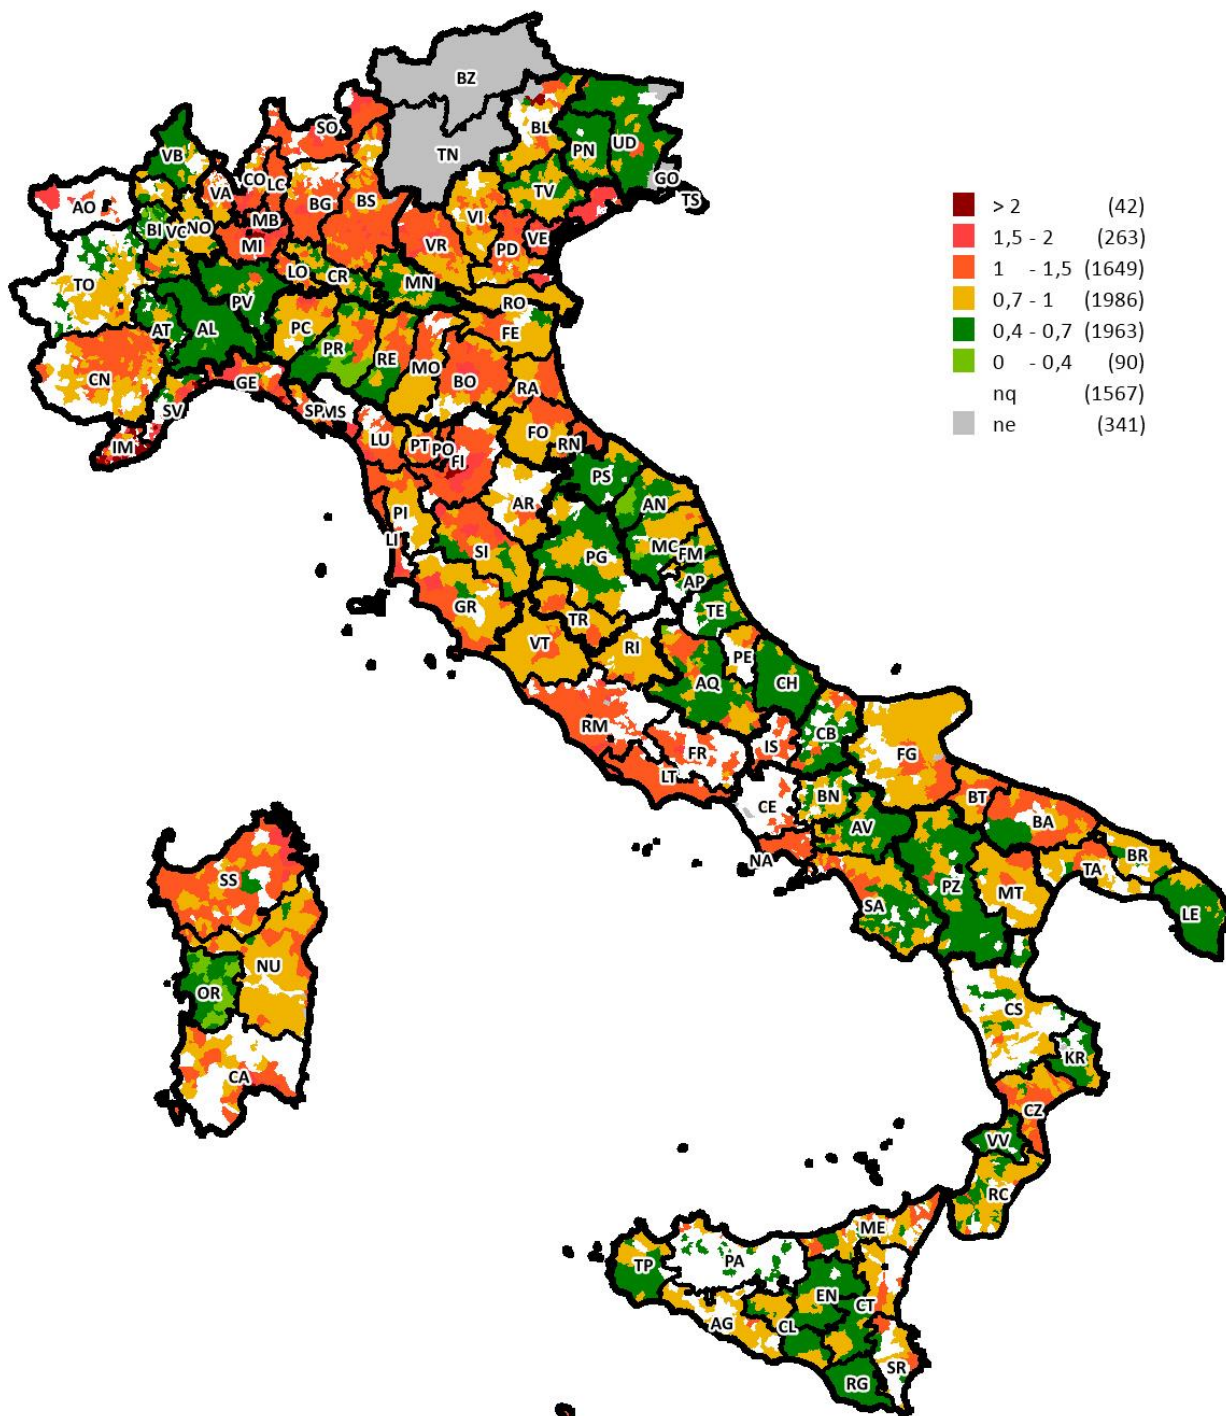 BZ
SO
BL
VB
TN
PN
UD
CO
LC
VA
TV
GO
AO
BG
BS
TS
MB
VI
BI
VC
NO
MI
VR
PD
VE
> 2 (42)
1,5 - 2 (263)
1 - 1,5 (1649)
0,7 - 1 (1986)
0,4 - 0,7 (1963)
0 - 0,4 (90)
nq (1567)
ne (341)
TO
LO
CR
MN
PV
RO
AT
AL
PC
FE
PR
RE
MO
BO
CN
GE
RA
SV
SP
MS
LU
PT
PO
FI
FO
RN
IM
PS
AR
AN
PI
LI
SI
PG
MC
FM
AP
GR
TE
TR
VT
RI
PE
AQ
CH
RM
CB
FR
IS
FG
LT
CE
BN
BT
BA
AV
NA
BR
TA
SS
PZ
MT
SA
LE
NU
OR
CS
KR
CA
CZ
VV
RC
ME
PA
TP
EN
CT
AG
CL
SR
RG